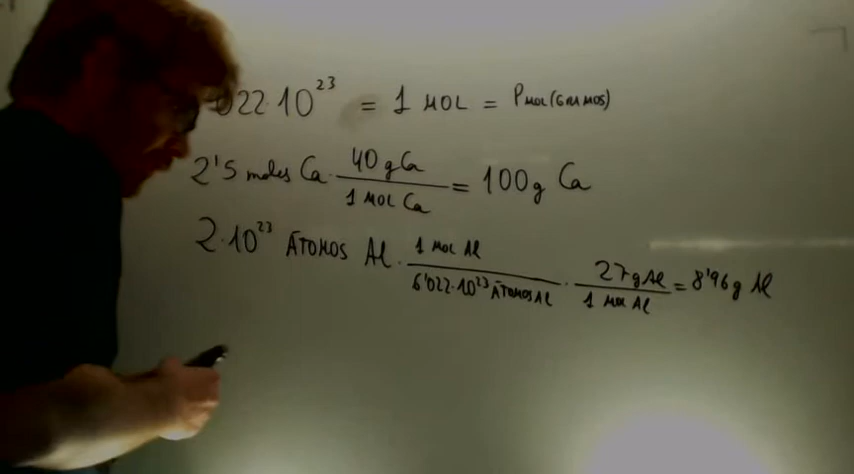 022·10²³ = 1 MOL = PMOL(GRAMOS)
2'5 moles Ca · 40 g Ca / 1 MOL Ca = 100 g Ca
2·10²³ ÁTOMOS Al · 1 MOL Al / 6'022·10²³ ÁTOMOS Al · 27 g Al / 1 MOL Al = 8'96 g Al